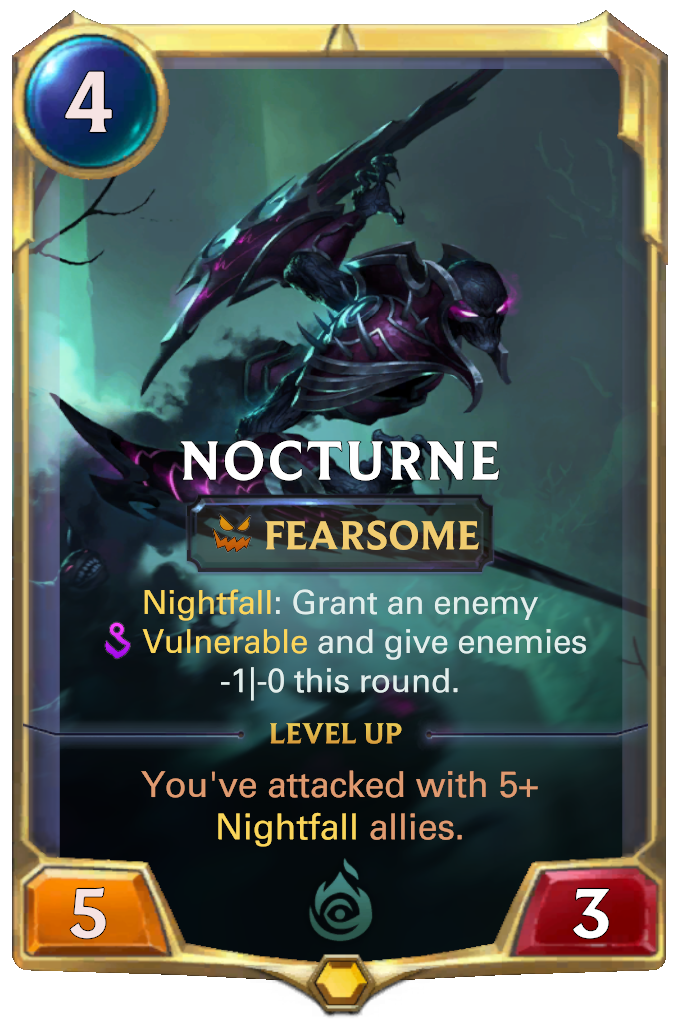 4
NOCTURNE
FEARSOME
Nightfall: Grant an enemy
Vulnerable and give enemies
-1|-0 this round.
LEVEL UP
You've attacked with 5+
Nightfall allies.
5
3